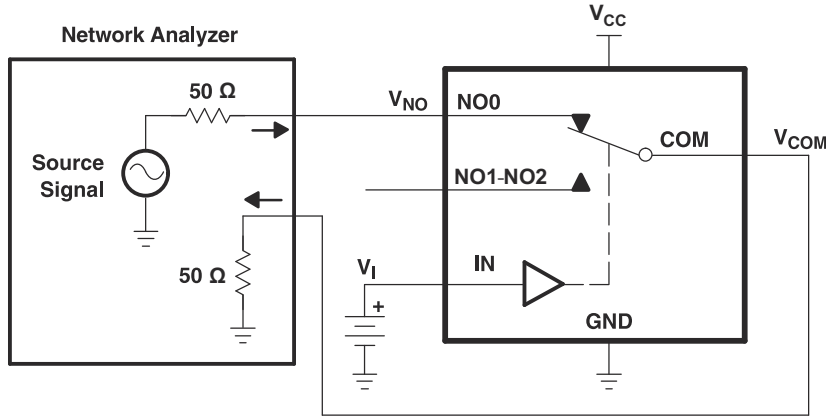 V_CC
Network Analyzer
50 Ω
V_NO
NO0
COM
V_COM
Source
Signal
NO1-NO2
50 Ω
V_I
IN
+
GND